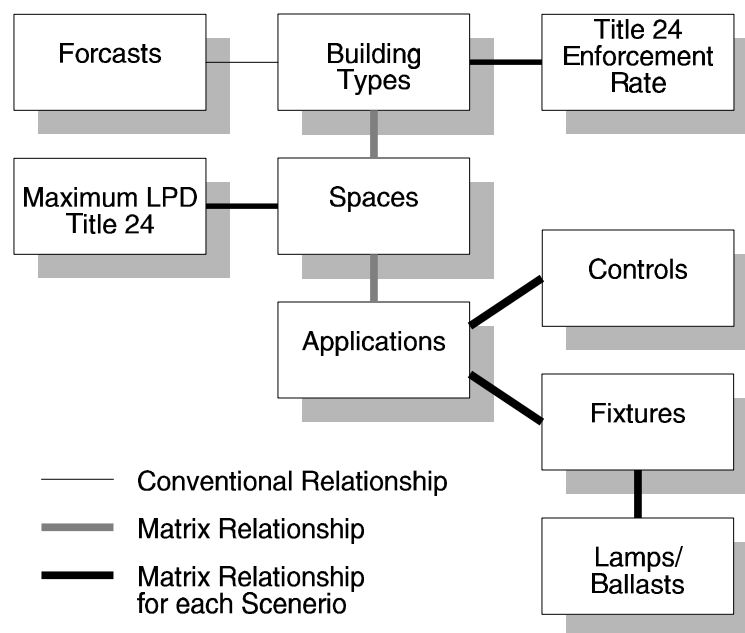 Forcasts
Building
Types
Title 24
Enforcement
Rate
Maximum LPD
Title 24
Spaces
Controls
Applications
Fixtures
Lamps/
Ballasts
Conventional Relationship
Matrix Relationship
Matrix Relationship
for each Scenerio